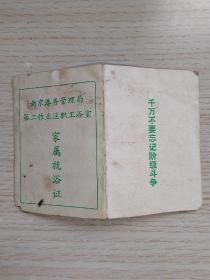 南京港务管理局
第二作业区职工浴室
家属就浴证
千万不要忘记阶级斗争